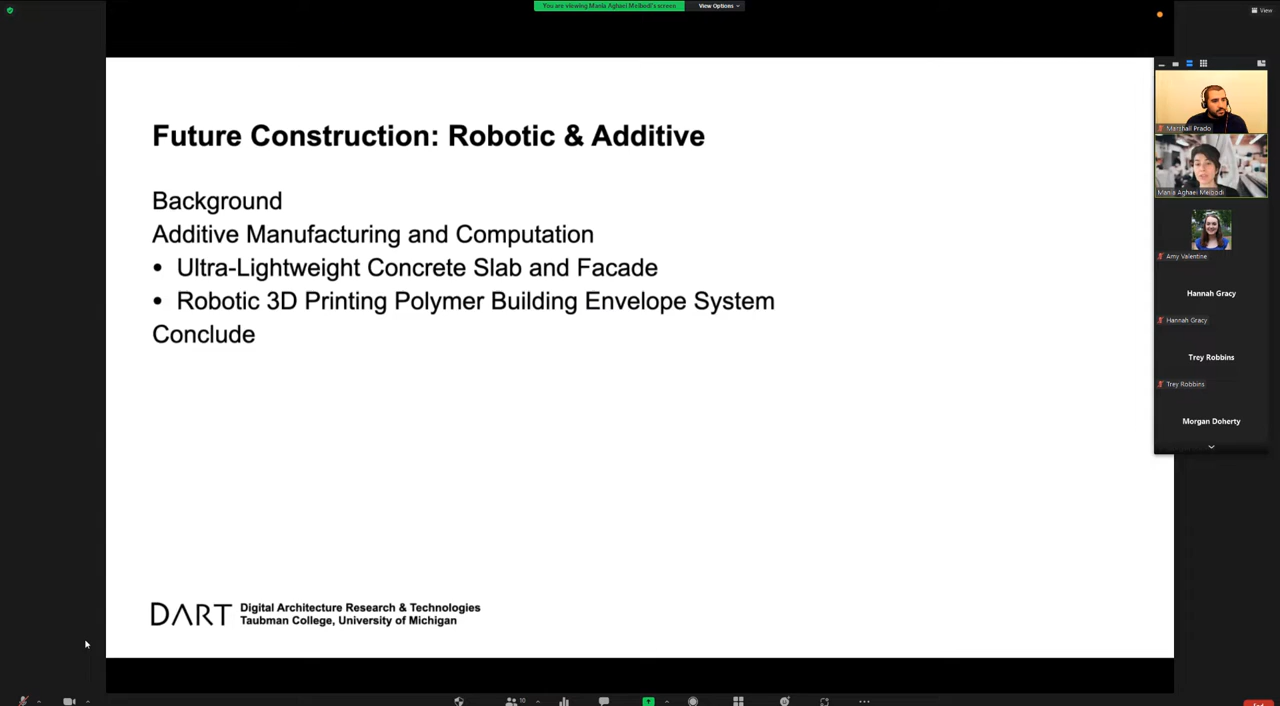 You are viewing Mania Aghaei Meibodi's screen
View Options
View
Future Construction: Robotic & Additive
Background
Additive Manufacturing and Computation
• Ultra-Lightweight Concrete Slab and Facade
• Robotic 3D Printing Polymer Building Envelope System
Conclude
DART
Digital Architecture Research & Technologies
Taubman College, University of Michigan
Marshall Prado
Mania Aghaei Meibodi
Amy Valentine
Hannah Gracy
Hannah Gracy
Trey Robbins
Trey Robbins
Morgan Doherty
10